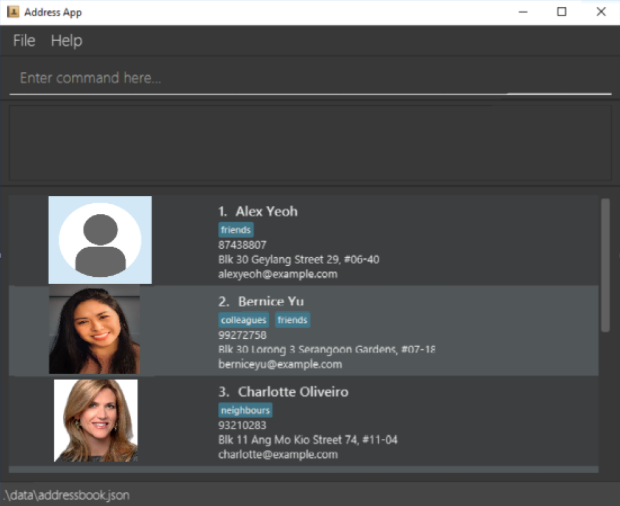 Address App
File Help
Enter command here...
1. Alex Yeoh
friends
87438807
Blk 30 Geylang Street 29, #06-40
alexyeoh@example.com
2. Bernice Yu
colleagues friends
99272758
Blk 30 Lorong 3 Serangoon Gardens, #07-18
berniceyu@example.com
3. Charlotte Oliveiro
neighbours
93210283
Blk 11 Ang Mo Kio Street 74, #11-04
charlotte@example.com
.\data\addressbook.json